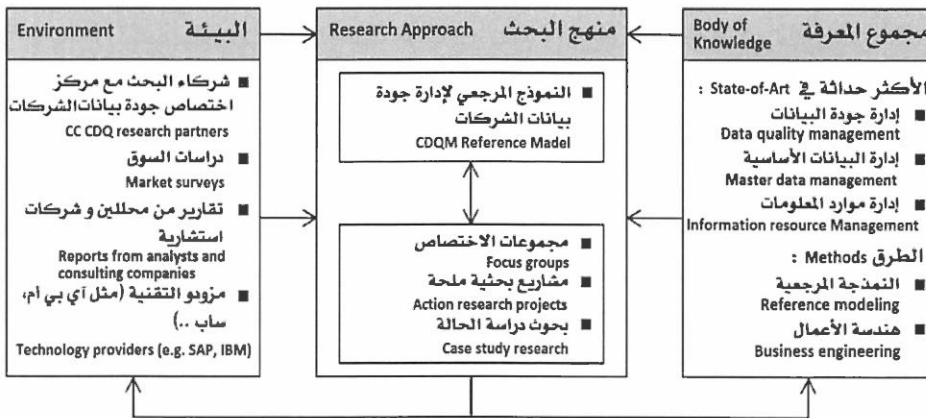 Environment البيئة
■ شركاء البحث مع مركز
اختصاص جودة بيانات الشركات
CC CDQ research partners
■ دراسات السوق
Market surveys
■ تقارير من محللين و شركات
استشارية
Reports from analysts and
consulting companies
■ مزودو التقنية (مثل آي بي أم،
ساب ..)
Technology providers (e.g. SAP, IBM)
Research Approach منهج البحث
■ النموذج المرجعي لإدارة جودة
بيانات الشركات
CDQM Reference Model
■ مجموعات الاختصاص
Focus groups
■ مشاريع بحثية ملحة
Action research projects
■ بحوث دراسة الحالة
Case study research
Body of
Knowledge مجموع المعرفة
الأكثر حداثة في State-of-Art :
■ إدارة جودة البيانات
Data quality management
■ إدارة البيانات الأساسية
Master data management
■ إدارة موارد المعلومات
Information resource Management
الطرق Methods :
■ النمذجة المرجعية
Reference modeling
■ هندسة الأعمال
Business engineering